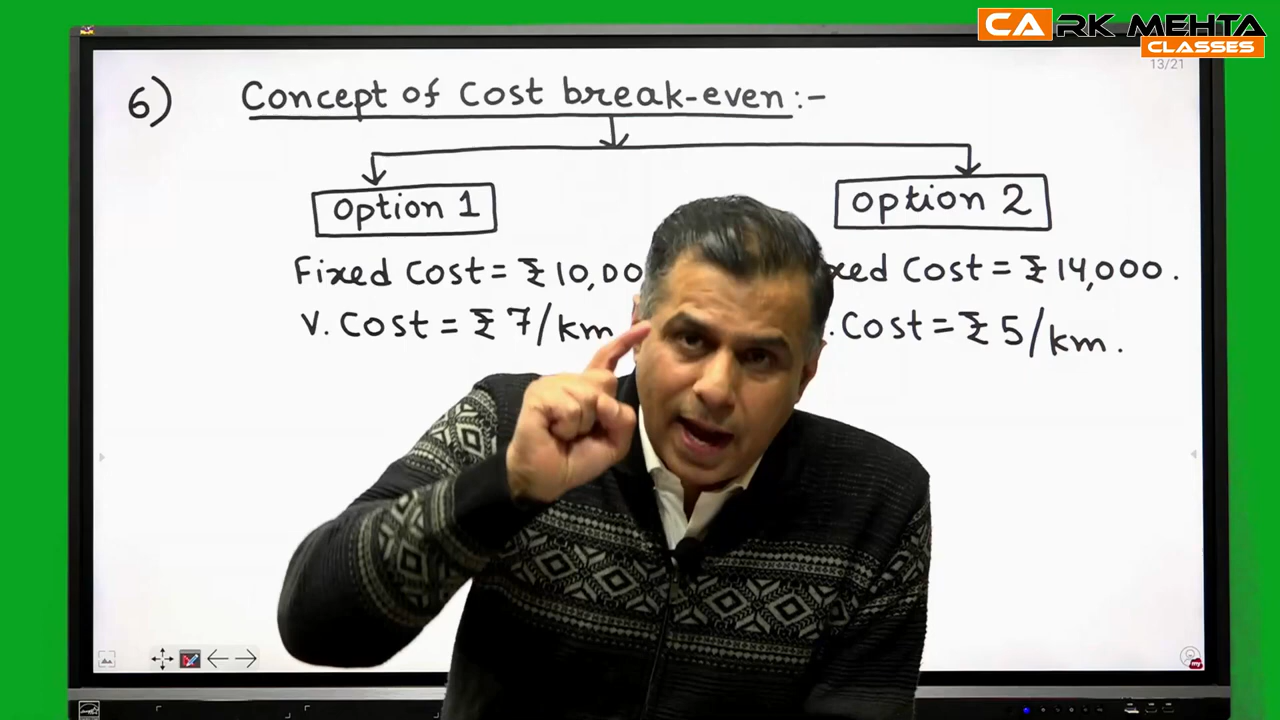 CA RK MEHTA
CLASSES
13/21
6) Concept of Cost break-even :-
Option 1
Option 2
Fixed Cost = ₹ 10,00
xed Cost = ₹ 14,000.
V. Cost = ₹ 7/km
. Cost = ₹ 5/km.